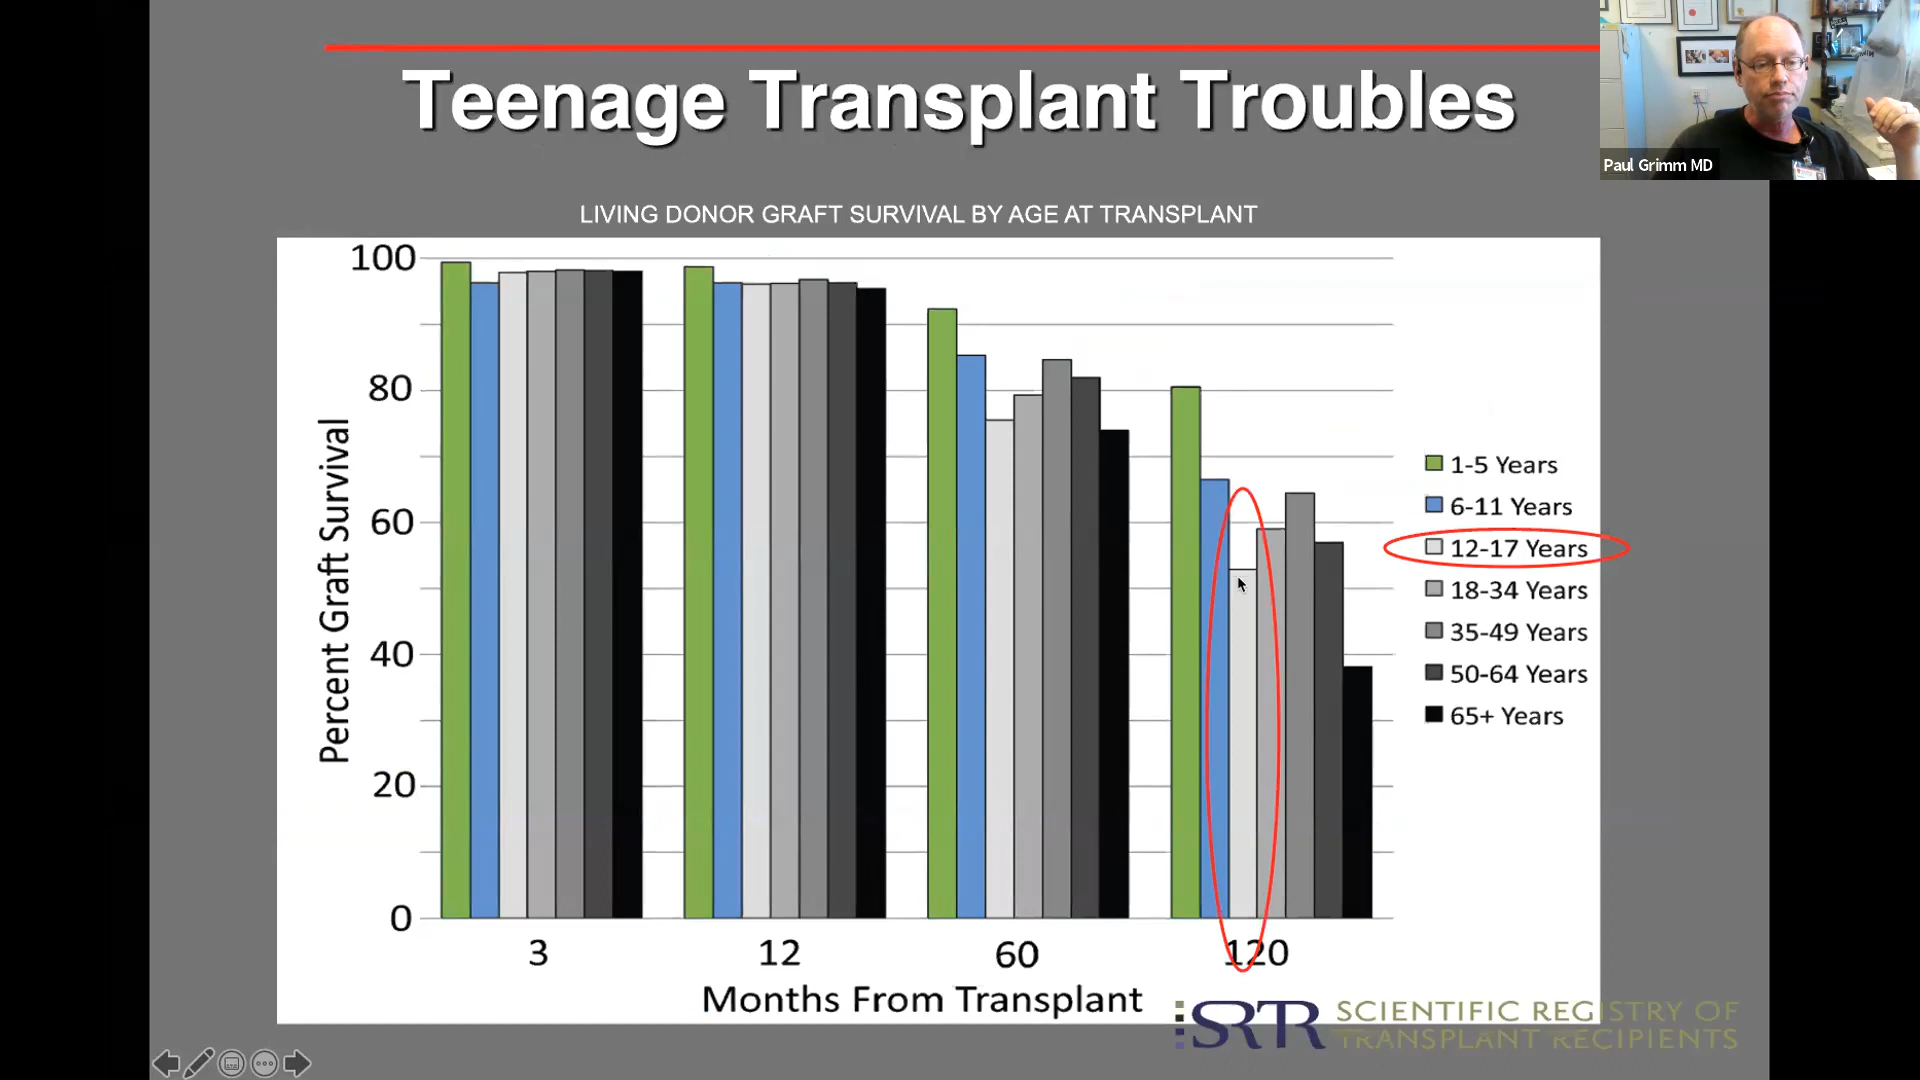 Teenage Transplant Troubles
Paul Grimm MD
LIVING DONOR GRAFT SURVIVAL BY AGE AT TRANSPLANT
Percent Graft Survival
100
80
60
40
20
0
3
12
60
120
Months From Transplant
1-5 Years
6-11 Years
12-17 Years
18-34 Years
35-49 Years
50-64 Years
65+ Years
SRTR
SCIENTIFIC REGISTRY OF
TRANSPLANT RECIPIENTS